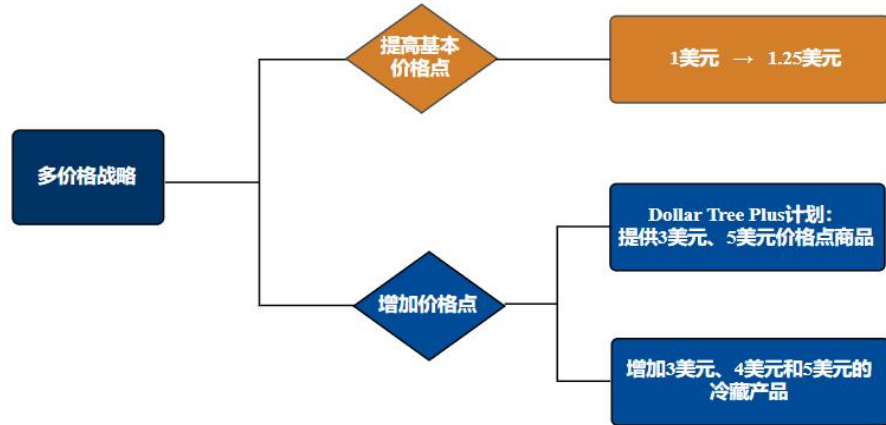 提高基本
价格点
1美元 → 1.25美元
多价格战略
Dollar Tree Plus计划：
提供3美元、5美元价格点商品
增加价格点
增加3美元、4美元和5美元的
冷藏产品